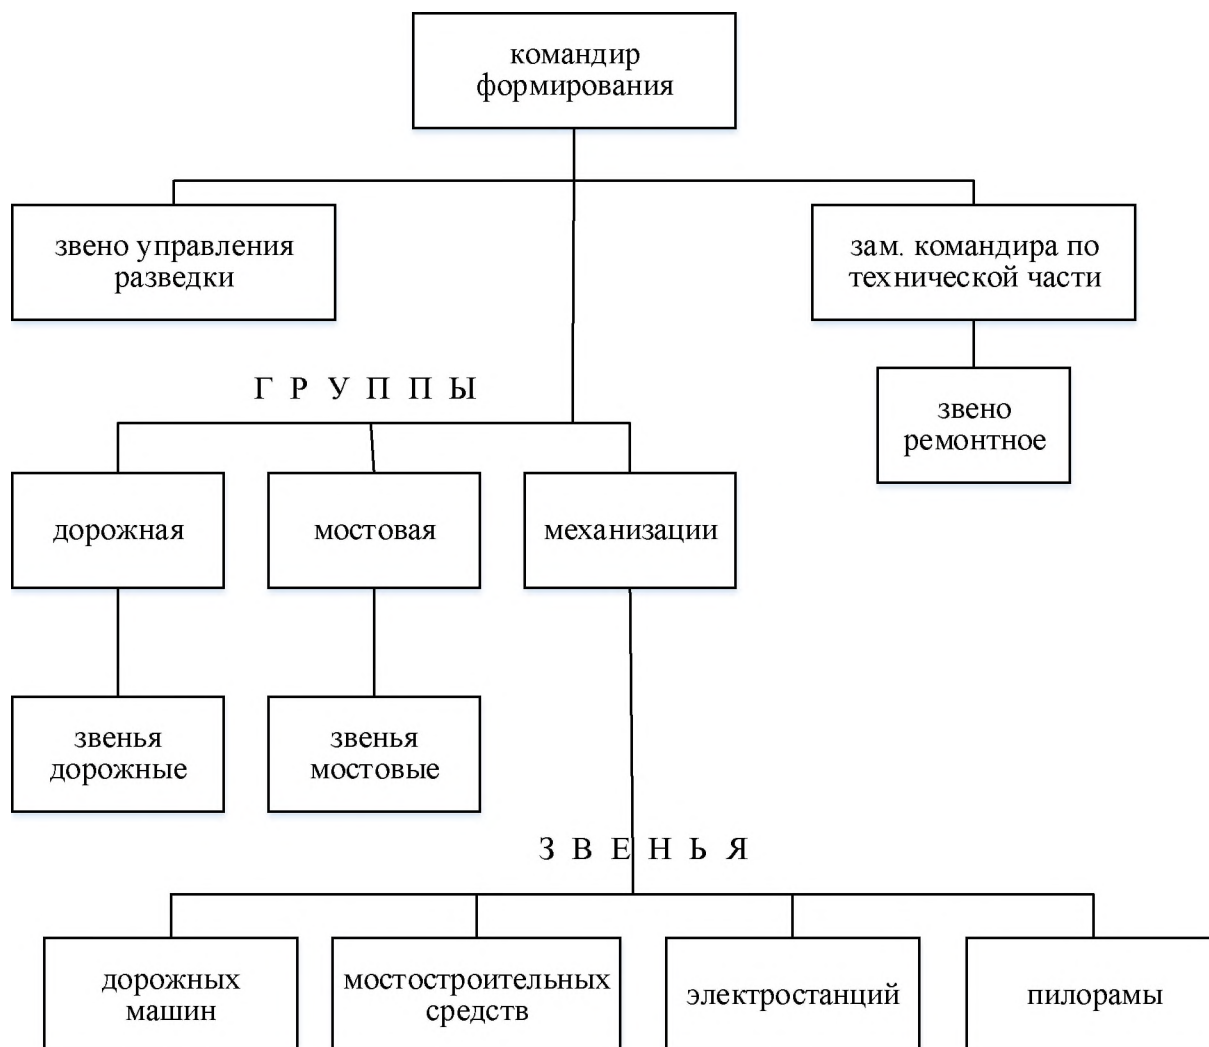 командир
формирования
звено управления
разведки
зам. командира по
технической части
звено
ремонтное
Г Р У П П Ы
дорожная
мостовая
механизации
звенья
дорожные
звенья
мостовые
З В Е Н Ь Я
дорожных
машин
мостостроительных
средств
электростанций
пилорамы